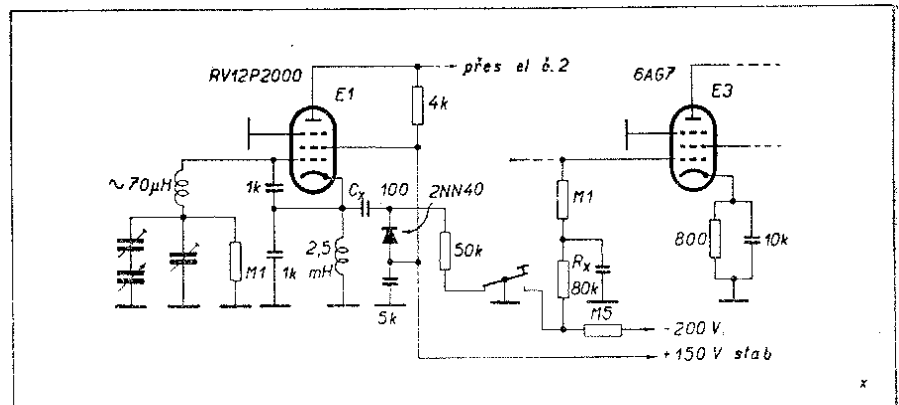 RV12P2000
E1
přes el č.2
4k
6AG7
E3
~70µH
1k
Cx
100
2NN40
M1
M1
1k
2,5
mH
50k
5k
Rx
80k
M5
800
10k
-200 V.
+150 V stab
x